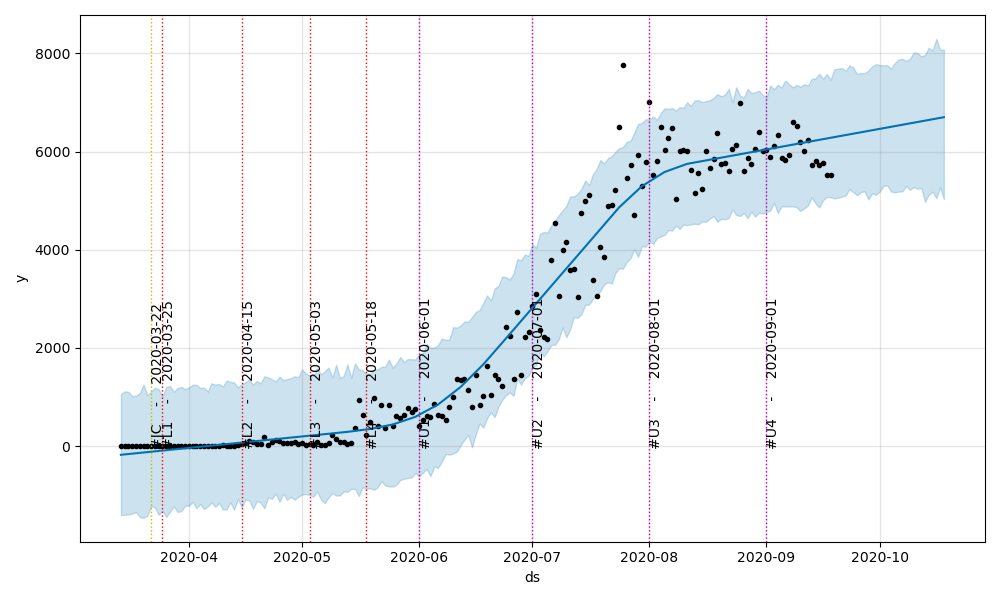 8000
6000
4000
2000
0
y
#JC - 2020-03-22
#L1 - 2020-03-25
#L2 - 2020-04-15
#L3 - 2020-05-03
#L4 - 2020-05-18
#U1 - 2020-06-01
#U2 - 2020-07-01
#U3 - 2020-08-01
#U4 - 2020-09-01
2020-04
2020-05
2020-06
2020-07
2020-08
2020-09
2020-10
ds